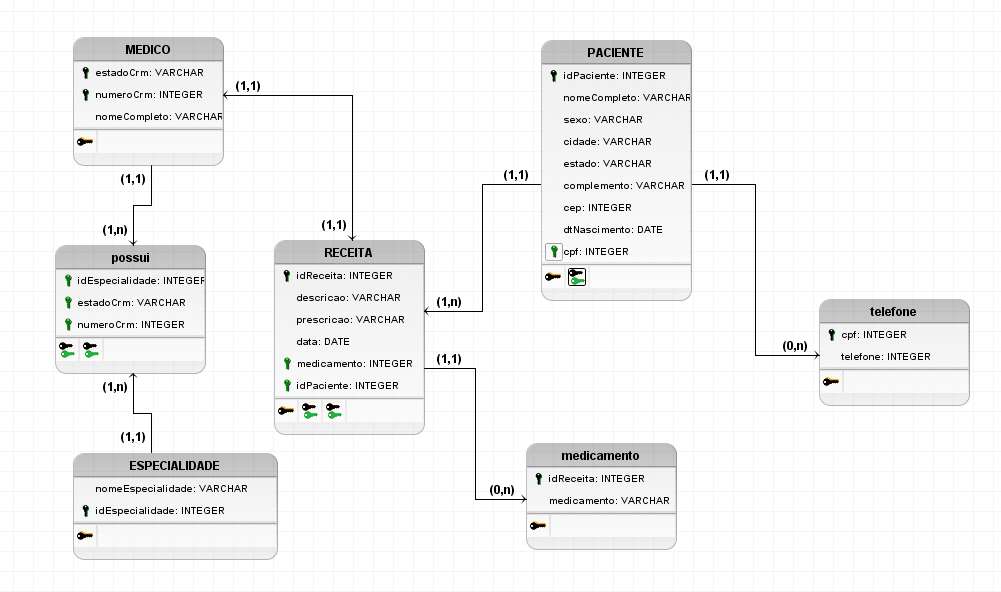 MEDICO
estadoCrm: VARCHAR
numeroCrm: INTEGER
nomeCompleto: VARCHAR
(1,1)
(1,1)
(1,n)
(1,1)
possui
idEspecialidade: INTEGER
estadoCrm: VARCHAR
numeroCrm: INTEGER
(1,n)
(1,1)
ESPECIALIDADE
nomeEspecialidade: VARCHAR
idEspecialidade: INTEGER
RECEITA
idReceita: INTEGER
descricao: VARCHAR
prescricao: VARCHAR
data: DATE
medicamento: INTEGER
idPaciente: INTEGER
(1,1)
(1,n)
(1,1)
(0,n)
PACIENTE
idPaciente: INTEGER
nomeCompleto: VARCHAR
sexo: VARCHAR
cidade: VARCHAR
estado: VARCHAR
complemento: VARCHAR
cep: INTEGER
dtNascimento: DATE
cpf: INTEGER
(1,1)
(0,n)
telefone
cpf: INTEGER
telefone: INTEGER
medicamento
idReceita: INTEGER
medicamento: VARCHAR